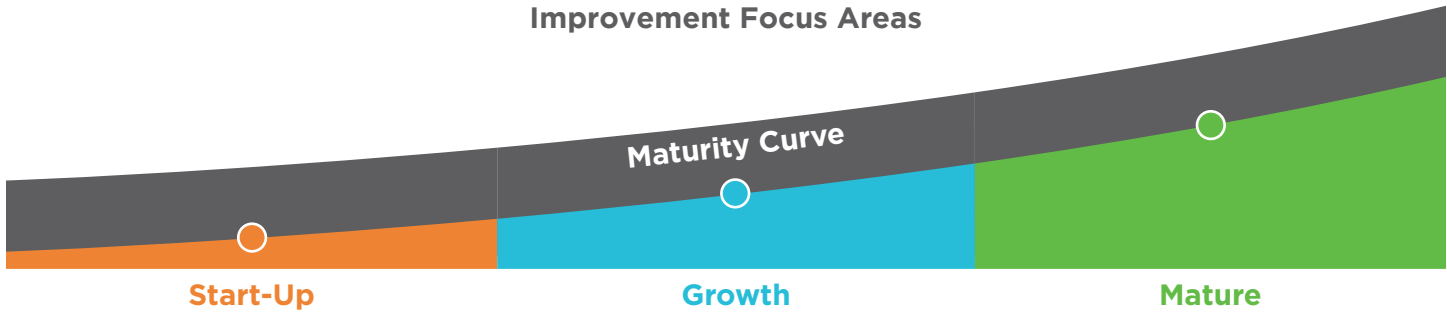 Improvement Focus Areas
Maturity Curve
Start-Up
Growth
Mature